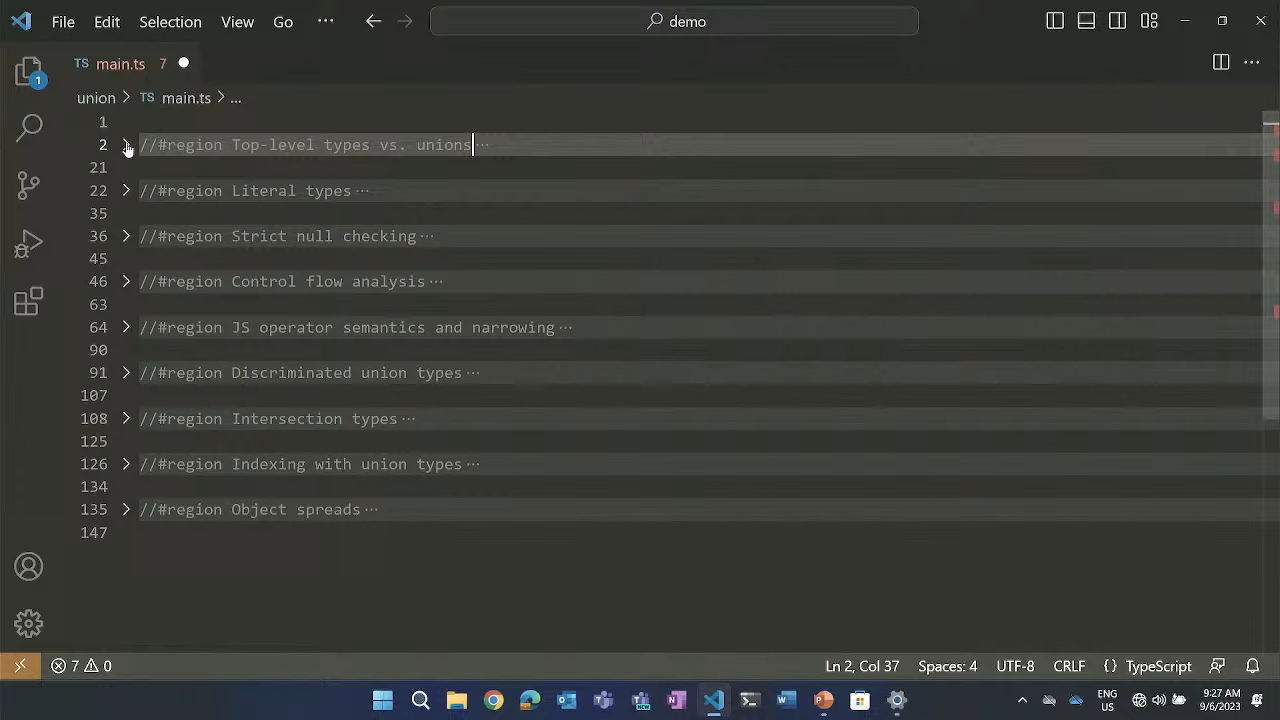 File Edit Selection View Go ··· demo
TS main.ts 7
1
union > TS main.ts > ...
1
2 //#region Top-level types vs. unions···
21
22 //#region Literal types···
35
36 //#region Strict null checking···
45
46 //#region Control flow analysis···
63
64 //#region JS operator semantics and narrowing···
90
91 //#region Discriminated union types···
107
108 //#region Intersection types···
125
126 //#region Indexing with union types···
134
135 //#region Object spreads···
147
7 0 Ln 2, Col 37 Spaces: 4 UTF-8 CRLF {} TypeScript
ENG
US
9:27 AM
9/6/2023